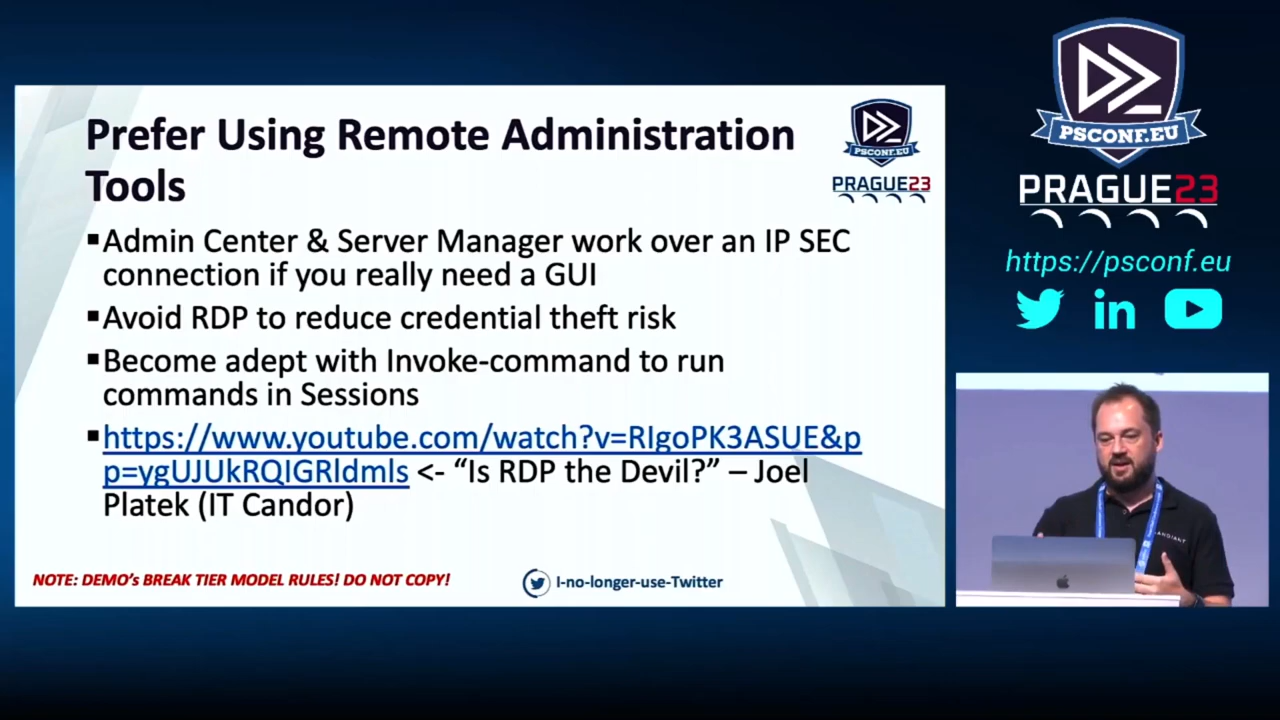 Prefer Using Remote Administration
Tools
▪Admin Center & Server Manager work over an IP SEC
connection if you really need a GUI
▪Avoid RDP to reduce credential theft risk
▪Become adept with Invoke-command to run
commands in Sessions
▪https://www.youtube.com/watch?v=RIgoPK3ASUE&p
p=ygUJUkRQIGRldmls <- “Is RDP the Devil?” – Joel
Platek (IT Candor)
NOTE: DEMO’s BREAK TIER MODEL RULES! DO NOT COPY!
I-no-longer-use-Twitter
PSCONF.EU
PRAGUE23
PSCONF.EU
PRAGUE23
https://psconf.eu
in